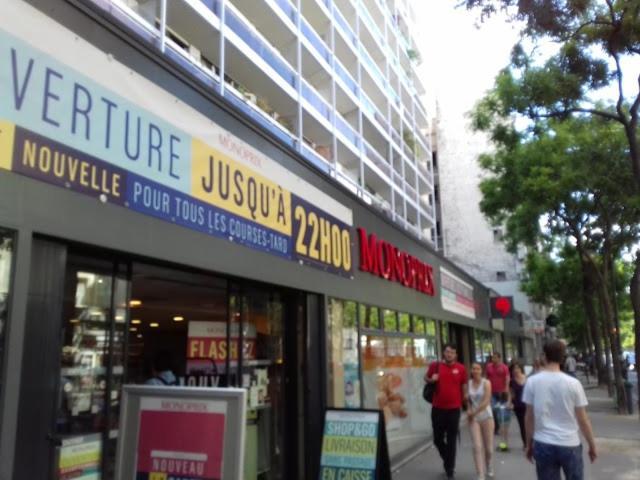 VERTURE
MONOPRIX
JUSQU'À
22H00
NOUVELLE
POUR TOUS LES COURSES-TARD
MONOPRIX
FLASH
MONOPRIX
NOUVEAU
SHOP&GO
LIVRAISON
EN CAISSE